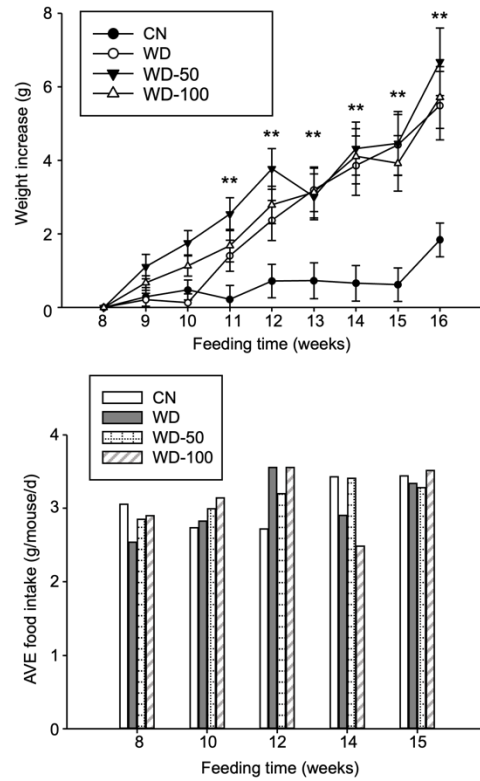 CN
WD
WD-50
WD-100
8
6
4
2
0
Weight increase (g)
** ** ** ** ** **
8 9 10 11 12 13 14 15 16
Feeding time (weeks)
CN
WD
WD-50
WD-100
4
3
2
1
0
AVE food intake (g/mouse/d)
8 10 12 14 15
Feeding time (weeks)